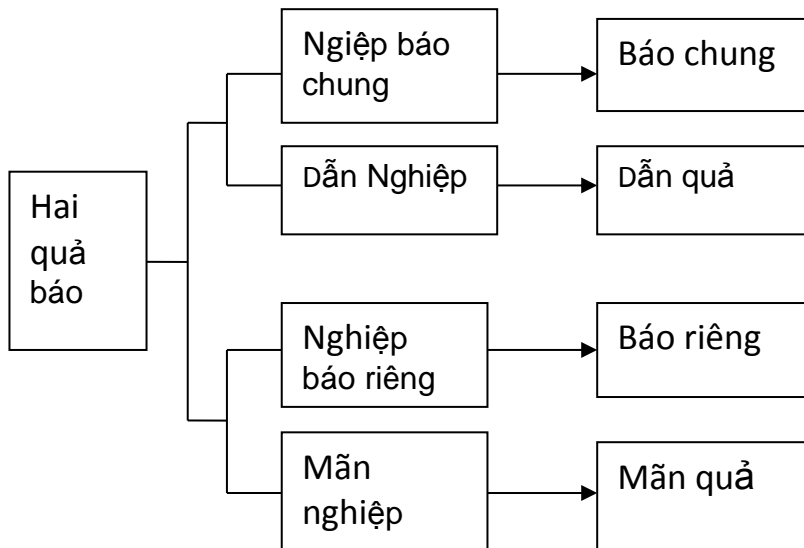 Hai
quả
báo
Ngiệp báo
chung
Báo chung
Dẫn Nghiệp
Dẫn quả
Nghiệp
báo riêng
Báo riêng
Mãn
nghiệp
Mãn quả